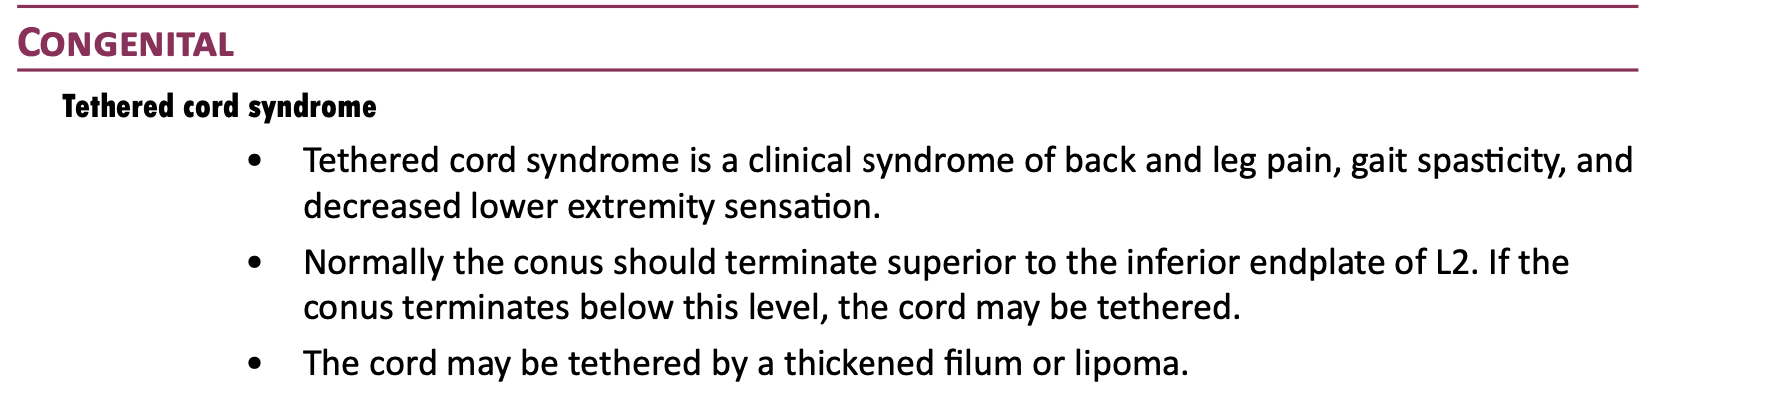 CONGENITAL
Tethered cord syndrome
• Tethered cord syndrome is a clinical syndrome of back and leg pain, gait spasticity, and
decreased lower extremity sensation.
• Normally the conus should terminate superior to the inferior endplate of L2. If the
conus terminates below this level, the cord may be tethered.
• The cord may be tethered by a thickened filum or lipoma.